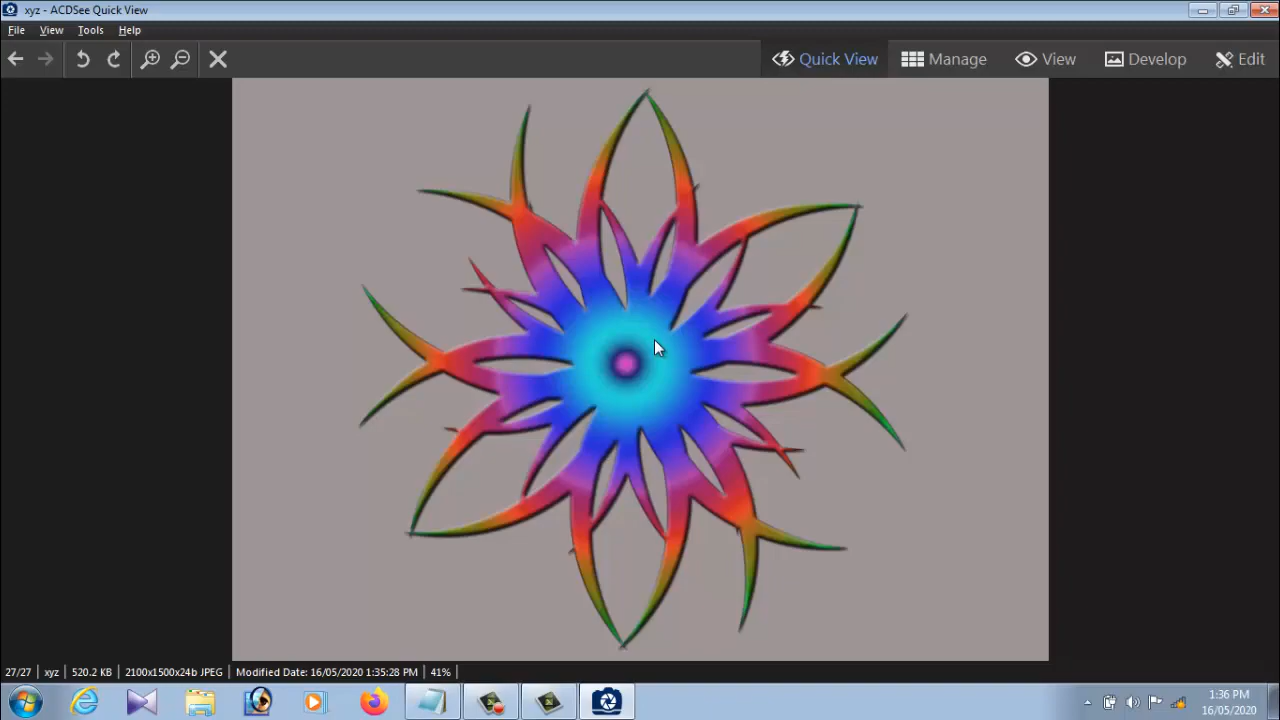 xyz - ACDSee Quick View
File View Tools Help
Quick View Manage View Develop Edit
27/27 xyz 520.2 KB 2100x1500x24b JPEG Modified Date: 16/05/2020 1:35:28 PM 41%
1:36 PM
16/05/2020